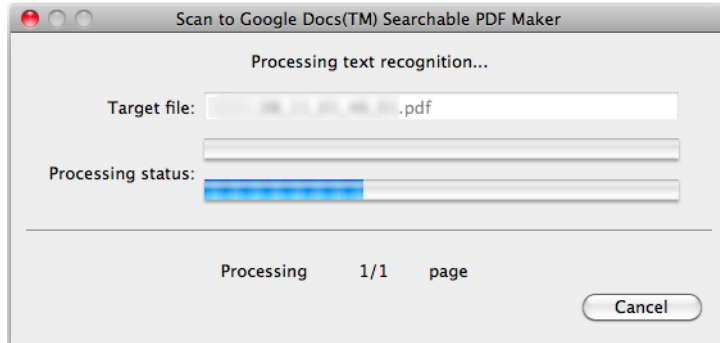 Scan to Google Docs(TM) Searchable PDF Maker
Processing text recognition...
Target file: .pdf
Processing status:
Processing 1/1 page
Cancel